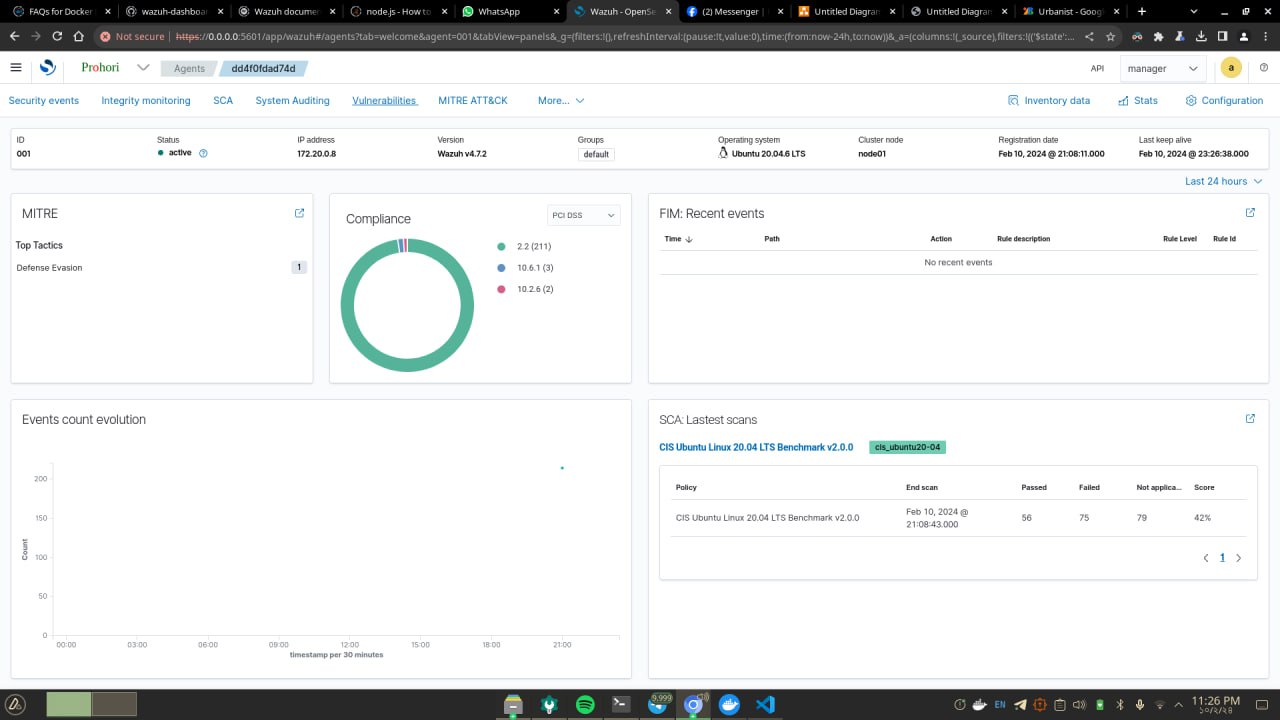 FAQs for Docker
wazuh-dashboar
Wazuh docume
node.js - How to
WhatsApp
Wazuh - OpenSe
(2) Messenger
Untitled Diagran
Untitled Diagran
Urbanist - Goog
Not secure
https://0.0.0.0:5601/app/wazuh#/agents?tab=welcome&agent=001&tabView=panels&_g=(filters:!(),refreshInterval:(pause:!t,value:0),time:(from:now-24h,to:now))&_a=(columns:!(_source),filters:!(('$state':...
Prohori
Agents
dd4f0fdad74d
API
manager
a
Security events
Integrity monitoring
SCA
System Auditing
Vulnerabilities
MITRE ATT&CK
More...
Inventory data
Stats
Configuration
ID
Status
IP address
Version
Groups
Operating system
Cluster node
Registration date
Last keep alive
001
active
172.20.0.8
Wazuh v4.7.2
default
Ubuntu 20.04.6 LTS
node01
Feb 10, 2024 @ 21:08:11.000
Feb 10, 2024 @ 23:26:38.000
Last 24 hours
MITRE
Top Tactics
Defense Evasion
1
Compliance
PCI DSS
2.2 (211)
10.6.1 (3)
10.2.6 (2)
FIM: Recent events
Time
Path
Action
Rule description
Rule Level
Rule Id
No recent events
Events count evolution
200
150
100
50
0
Count
00:00
03:00
06:00
09:00
12:00
15:00
18:00
21:00
timestamp per 30 minutes
SCA: Lastest scans
CIS Ubuntu Linux 20.04 LTS Benchmark v2.0.0
cis_ubuntu20-04
Policy
End scan
Passed
Failed
Not applica...
Score
CIS Ubuntu Linux 20.04 LTS Benchmark v2.0.0
Feb 10, 2024 @
21:08:43.000
56
75
79
42%
1
9,999
EN
11:26 PM